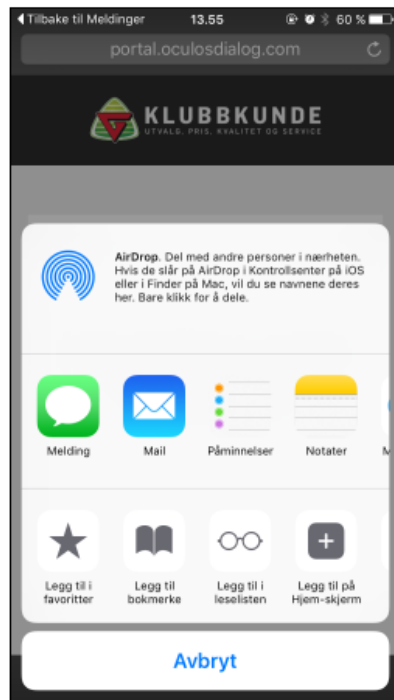 Tilbake til Meldinger 13.55 60 %
portal.oculosdialog.com
KLUBBKUNDE
UTVALG, PRIS, KVALITET OG SERVICE
AirDrop. Del med andre personer i nærheten.
Hvis de slår på AirDrop i Kontrollsenter på iOS
eller i Finder på Mac, vil du se navnene deres
her. Bare klikk for å dele.
Melding Mail Påminnelser Notater M
Legg til i favoritter
Legg til bokmerke
Legg til i leselisten
Legg til på Hjem-skjerm
Avbryt